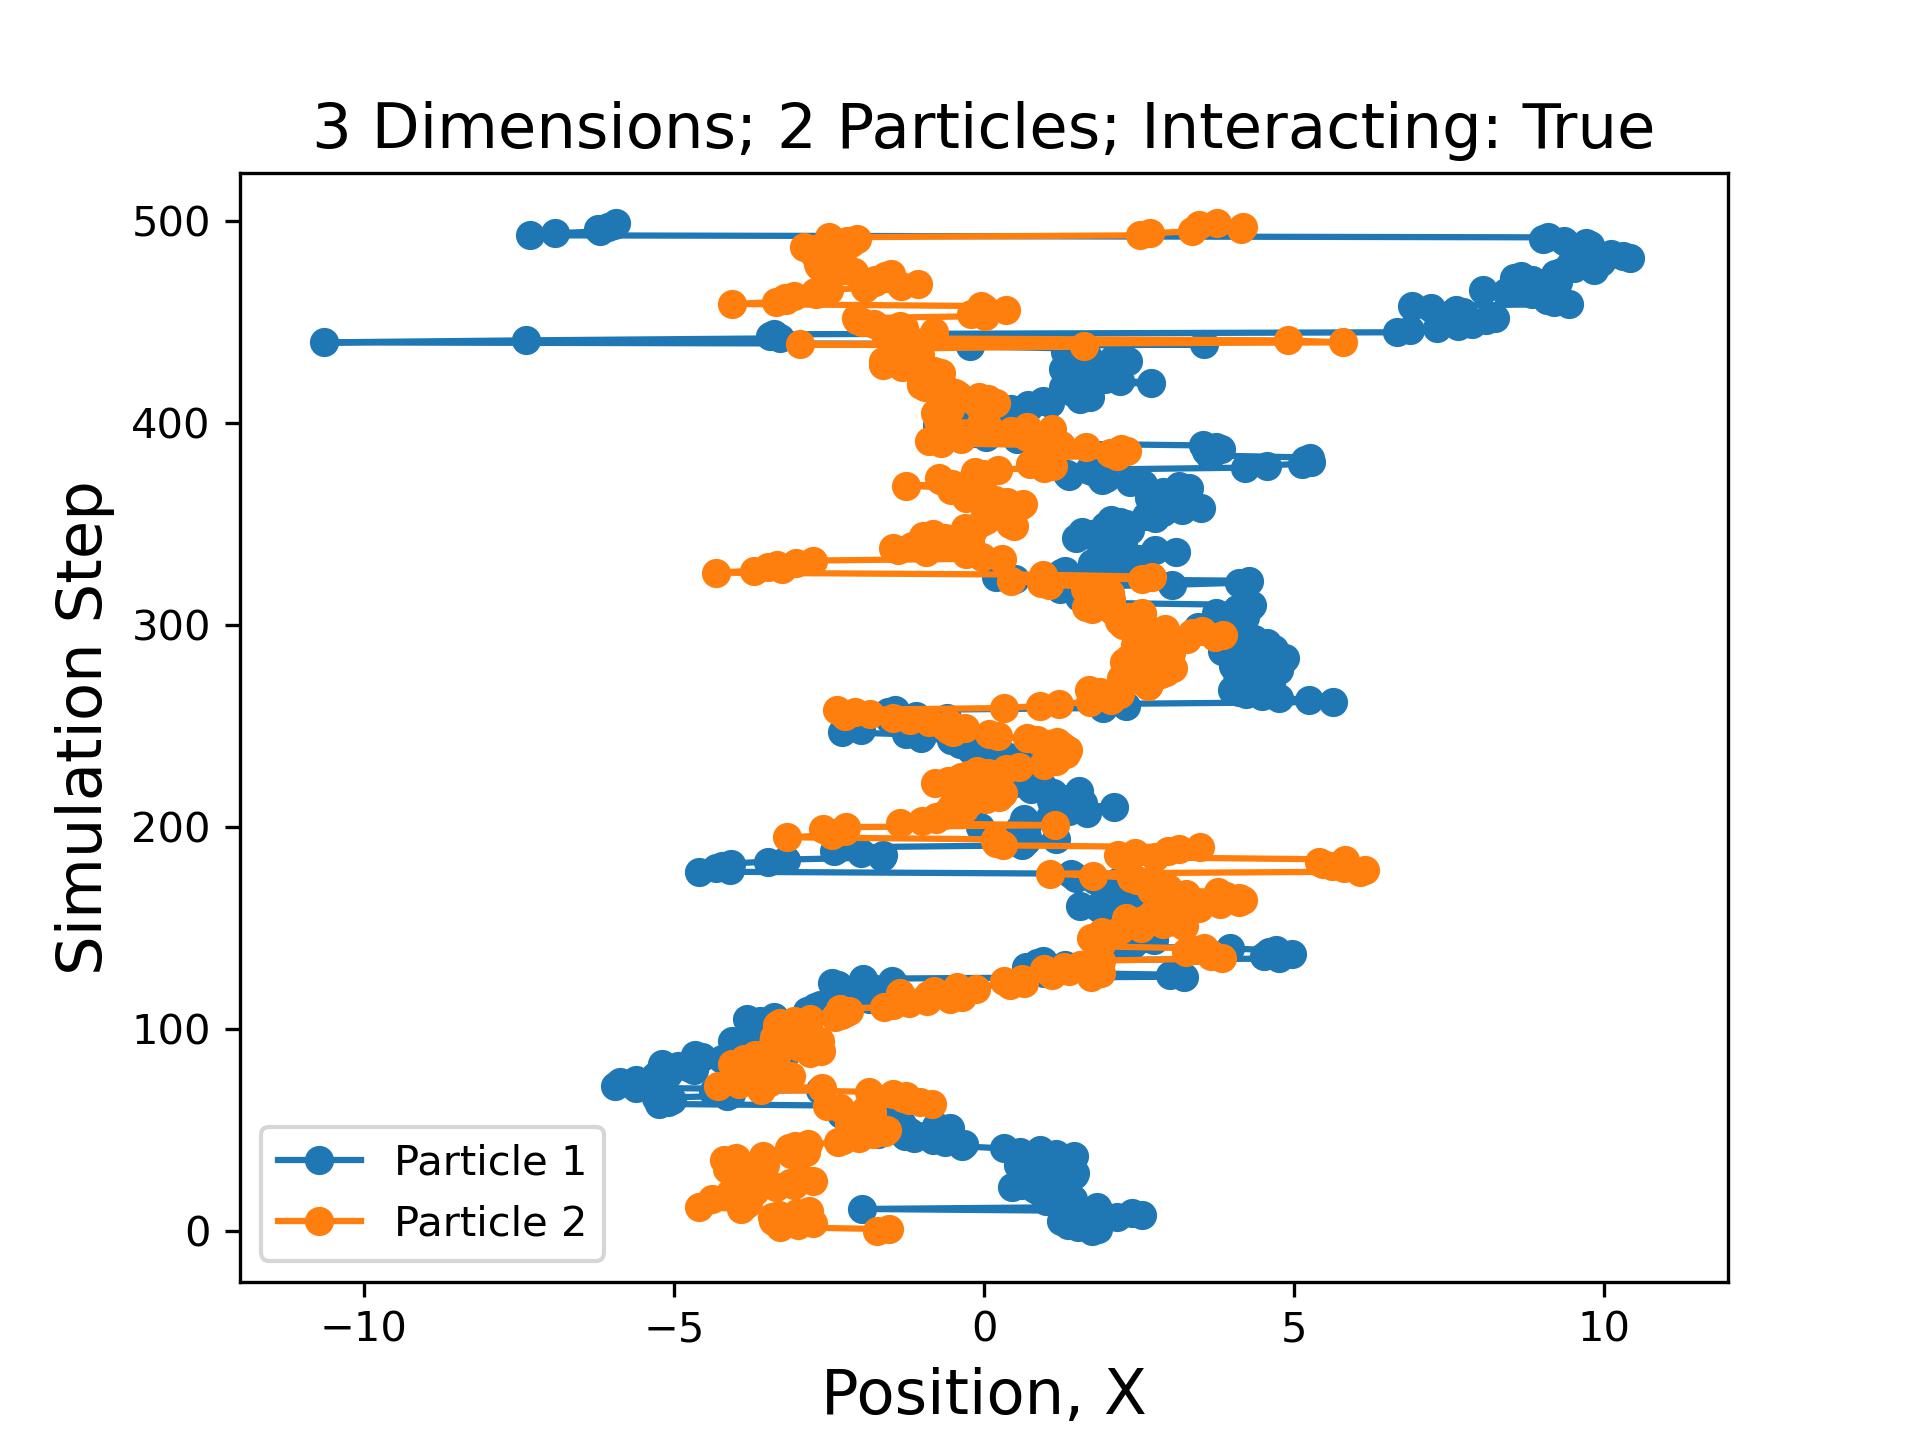 3 Dimensions; 2 Particles; Interacting: True
Simulation Step
500
400
300
200
100
0
Particle 1
Particle 2
−10
−5
0
5
10
Position, X